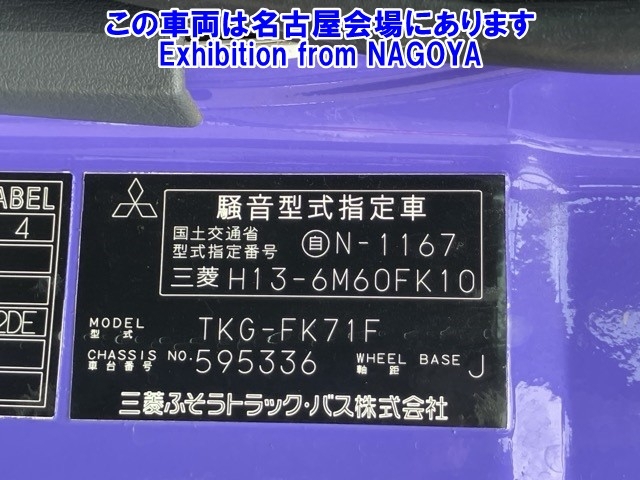 この車両は名古屋会場にあります
Exhibition from NAGOYA
ABEL
4
騒音型式指定車
国土交通省
型式指定番号 自N-1167
三菱 H13-6M60FK10
MODEL
型式 TKG-FK71F
CHASSIS NO.
車台番号 595336
WHEEL BASE
軸距 J
三菱ふそうトラック・バス株式会社